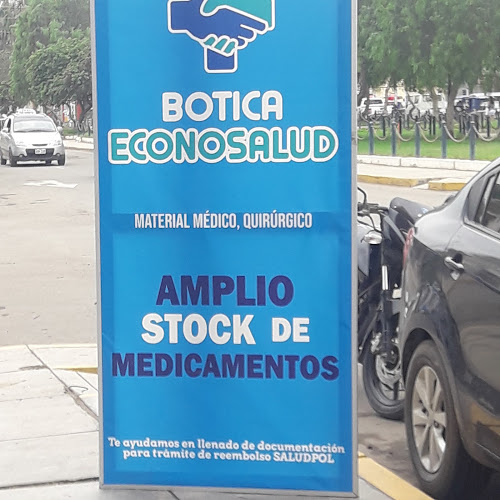 BOTICA
ECONOSALUD
MATERIAL MÉDICO, QUIRÚRGICO
AMPLIO
STOCK DE
MEDICAMENTOS
Te ayudamos en llenado de documentación
para trámite de reembolso SALUDPOL